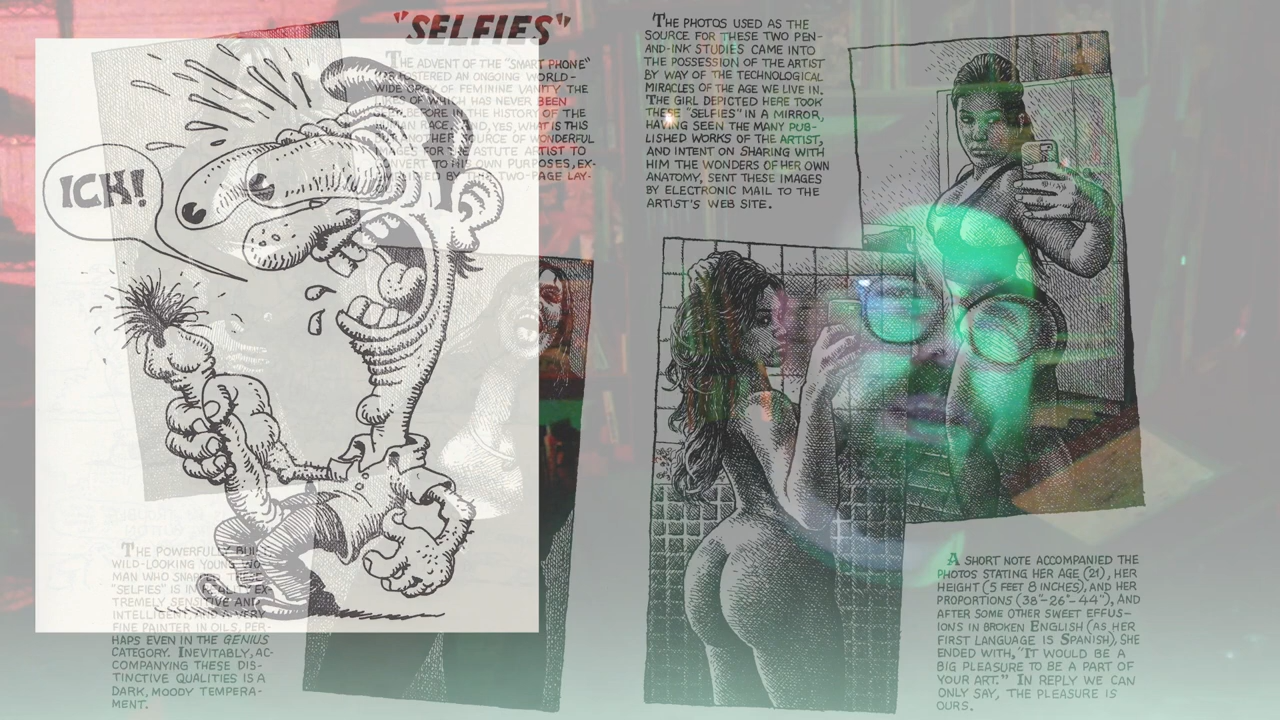 "SELFIES"
THE ADVENT OF THE "SMART PHONE"
FOSTERED AN ONGOING WORLD-
WIDE ORGY OF FEMININE VANITY THE
OF WHICH HAS NEVER BEEN
BEFORE IN THE HISTORY OF THE
RACE. AND, YES, WHAT IS THIS
SOURCE OF WONDERFUL
ASTUTE ARTIST TO
OWN PURPOSES, EX-
TWO-PAGE LAY-
ICK!
THE POWERFULLY BUILT
WILD-LOOKING YOUNG WO-
MAN WHO THESE
"SELFIES" IS IN REALITY EX-
TREMELY SENSITIVE AND
INTELLIGENT,
FINE PAINTER IN OILS, PER-
HAPS EVEN IN THE GENIUS
CATEGORY. INEVITABLY, AC-
COMPANYING THESE DIS-
TINCTIVE QUALITIES IS A
DARK, MOODY TEMPERA-
MENT.
THE PHOTOS USED AS THE
SOURCE FOR THESE TWO PEN-
AND-INK STUDIES CAME INTO
THE POSSESSION OF THE ARTIST
BY WAY OF THE TECHNOLOGICAL
MIRACLES OF THE AGE WE LIVE IN.
THE GIRL DEPICTED HERE TOOK
THESE "SELFIES" IN A MIRROR,
HAVING SEEN THE MANY PUB-
LISHED WORKS OF THE ARTIST,
AND INTENT ON SHARING WITH
HIM THE WONDERS OF HER OWN
ANATOMY, SENT THESE IMAGES
BY ELECTRONIC MAIL TO THE
ARTIST'S WEB SITE.
A SHORT NOTE ACCOMPANIED THE
PHOTOS STATING HER AGE (21), HER
HEIGHT (5 FEET 8 INCHES), AND HER
PROPORTIONS (38"-26"-44"), AND
AFTER SOME OTHER SWEET EFFUS-
IONS IN BROKEN ENGLISH (AS HER
FIRST LANGUAGE IS SPANISH), SHE
ENDED WITH, "IT WOULD BE A
BIG PLEASURE TO BE A PART OF
YOUR ART." IN REPLY WE CAN
ONLY SAY, THE PLEASURE IS
OURS.